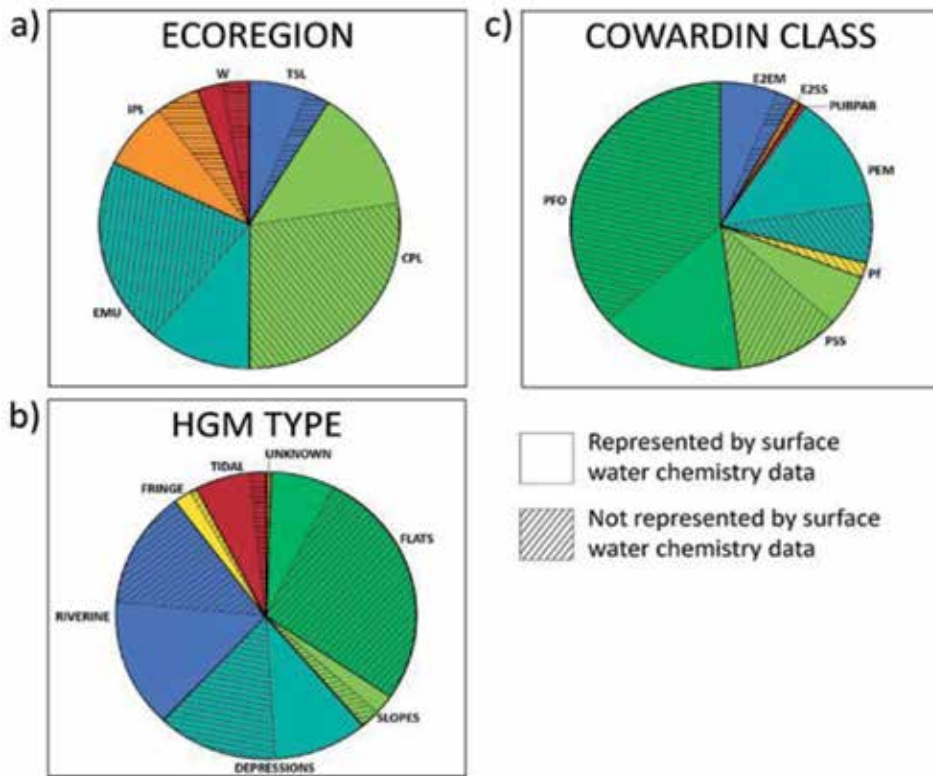 a)
ECOREGION
W
TSL
IPL
CPL
EMU
c)
COWARDIN CLASS
E2EM
E2SS
PUBPAB
PEM
PFO
Pf
PSS
b)
HGM TYPE
UNKNOWN
TIDAL
FRINGE
FLATS
RIVERINE
SLOPES
DEPRESSIONS
Represented by surface
water chemistry data
Not represented by surface
water chemistry data